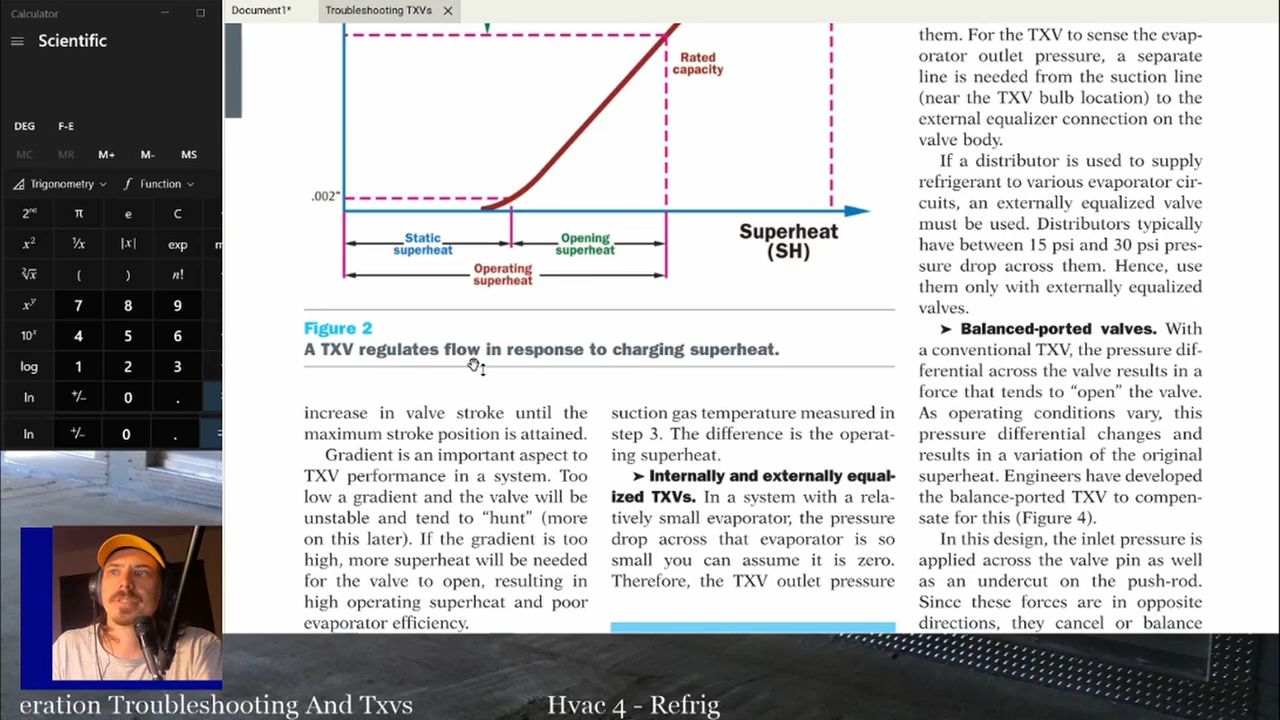 Calculator
Scientific
DEG F-E
MC MR M+ M- MS
Trigonometry Function
2nd π e C
x² ¹/x |x| exp m
²√x ( ) n!
xʸ 7 8 9
10ˣ 4 5 6
log 1 2 3
ln +/- 0 .
ln +/- 0 .
Document1* Troubleshooting TXVs
Rated
capacity
.002"
Static
superheat
Opening
superheat
Operating
superheat
Superheat
(SH)
Figure 2
A TXV regulates flow in response to charging superheat.
increase in valve stroke until the
maximum stroke position is attained.
Gradient is an important aspect to
TXV performance in a system. Too
low a gradient and the valve will be
unstable and tend to “hunt” (more
on this later). If the gradient is too
high, more superheat will be needed
for the valve to open, resulting in
high operating superheat and poor
evaporator efficiency.
suction gas temperature measured in
step 3. The difference is the operat-
ing superheat.
➤ Internally and externally equal-
ized TXVs. In a system with a rela-
tively small evaporator, the pressure
drop across that evaporator is so
small you can assume it is zero.
Therefore, the TXV outlet pressure
them. For the TXV to sense the evap-
orator outlet pressure, a separate
line is needed from the suction line
(near the TXV bulb location) to the
external equalizer connection on the
valve body.
If a distributor is used to supply
refrigerant to various evaporator cir-
cuits, an externally equalized valve
must be used. Distributors typically
have between 15 psi and 30 psi pres-
sure drop across them. Hence, use
them only with externally equalized
valves.
➤ Balanced-ported valves. With
a conventional TXV, the pressure dif-
ferential across the valve results in a
force that tends to “open” the valve.
As operating conditions vary, this
pressure differential changes and
results in a variation of the original
superheat. Engineers have developed
the balance-ported TXV to compen-
sate for this (Figure 4).
In this design, the inlet pressure is
applied across the valve pin as well
as an undercut on the push-rod.
Since these forces are in opposite
directions, they cancel or balance
eration Troubleshooting And Txvs Hvac 4 - Refrig